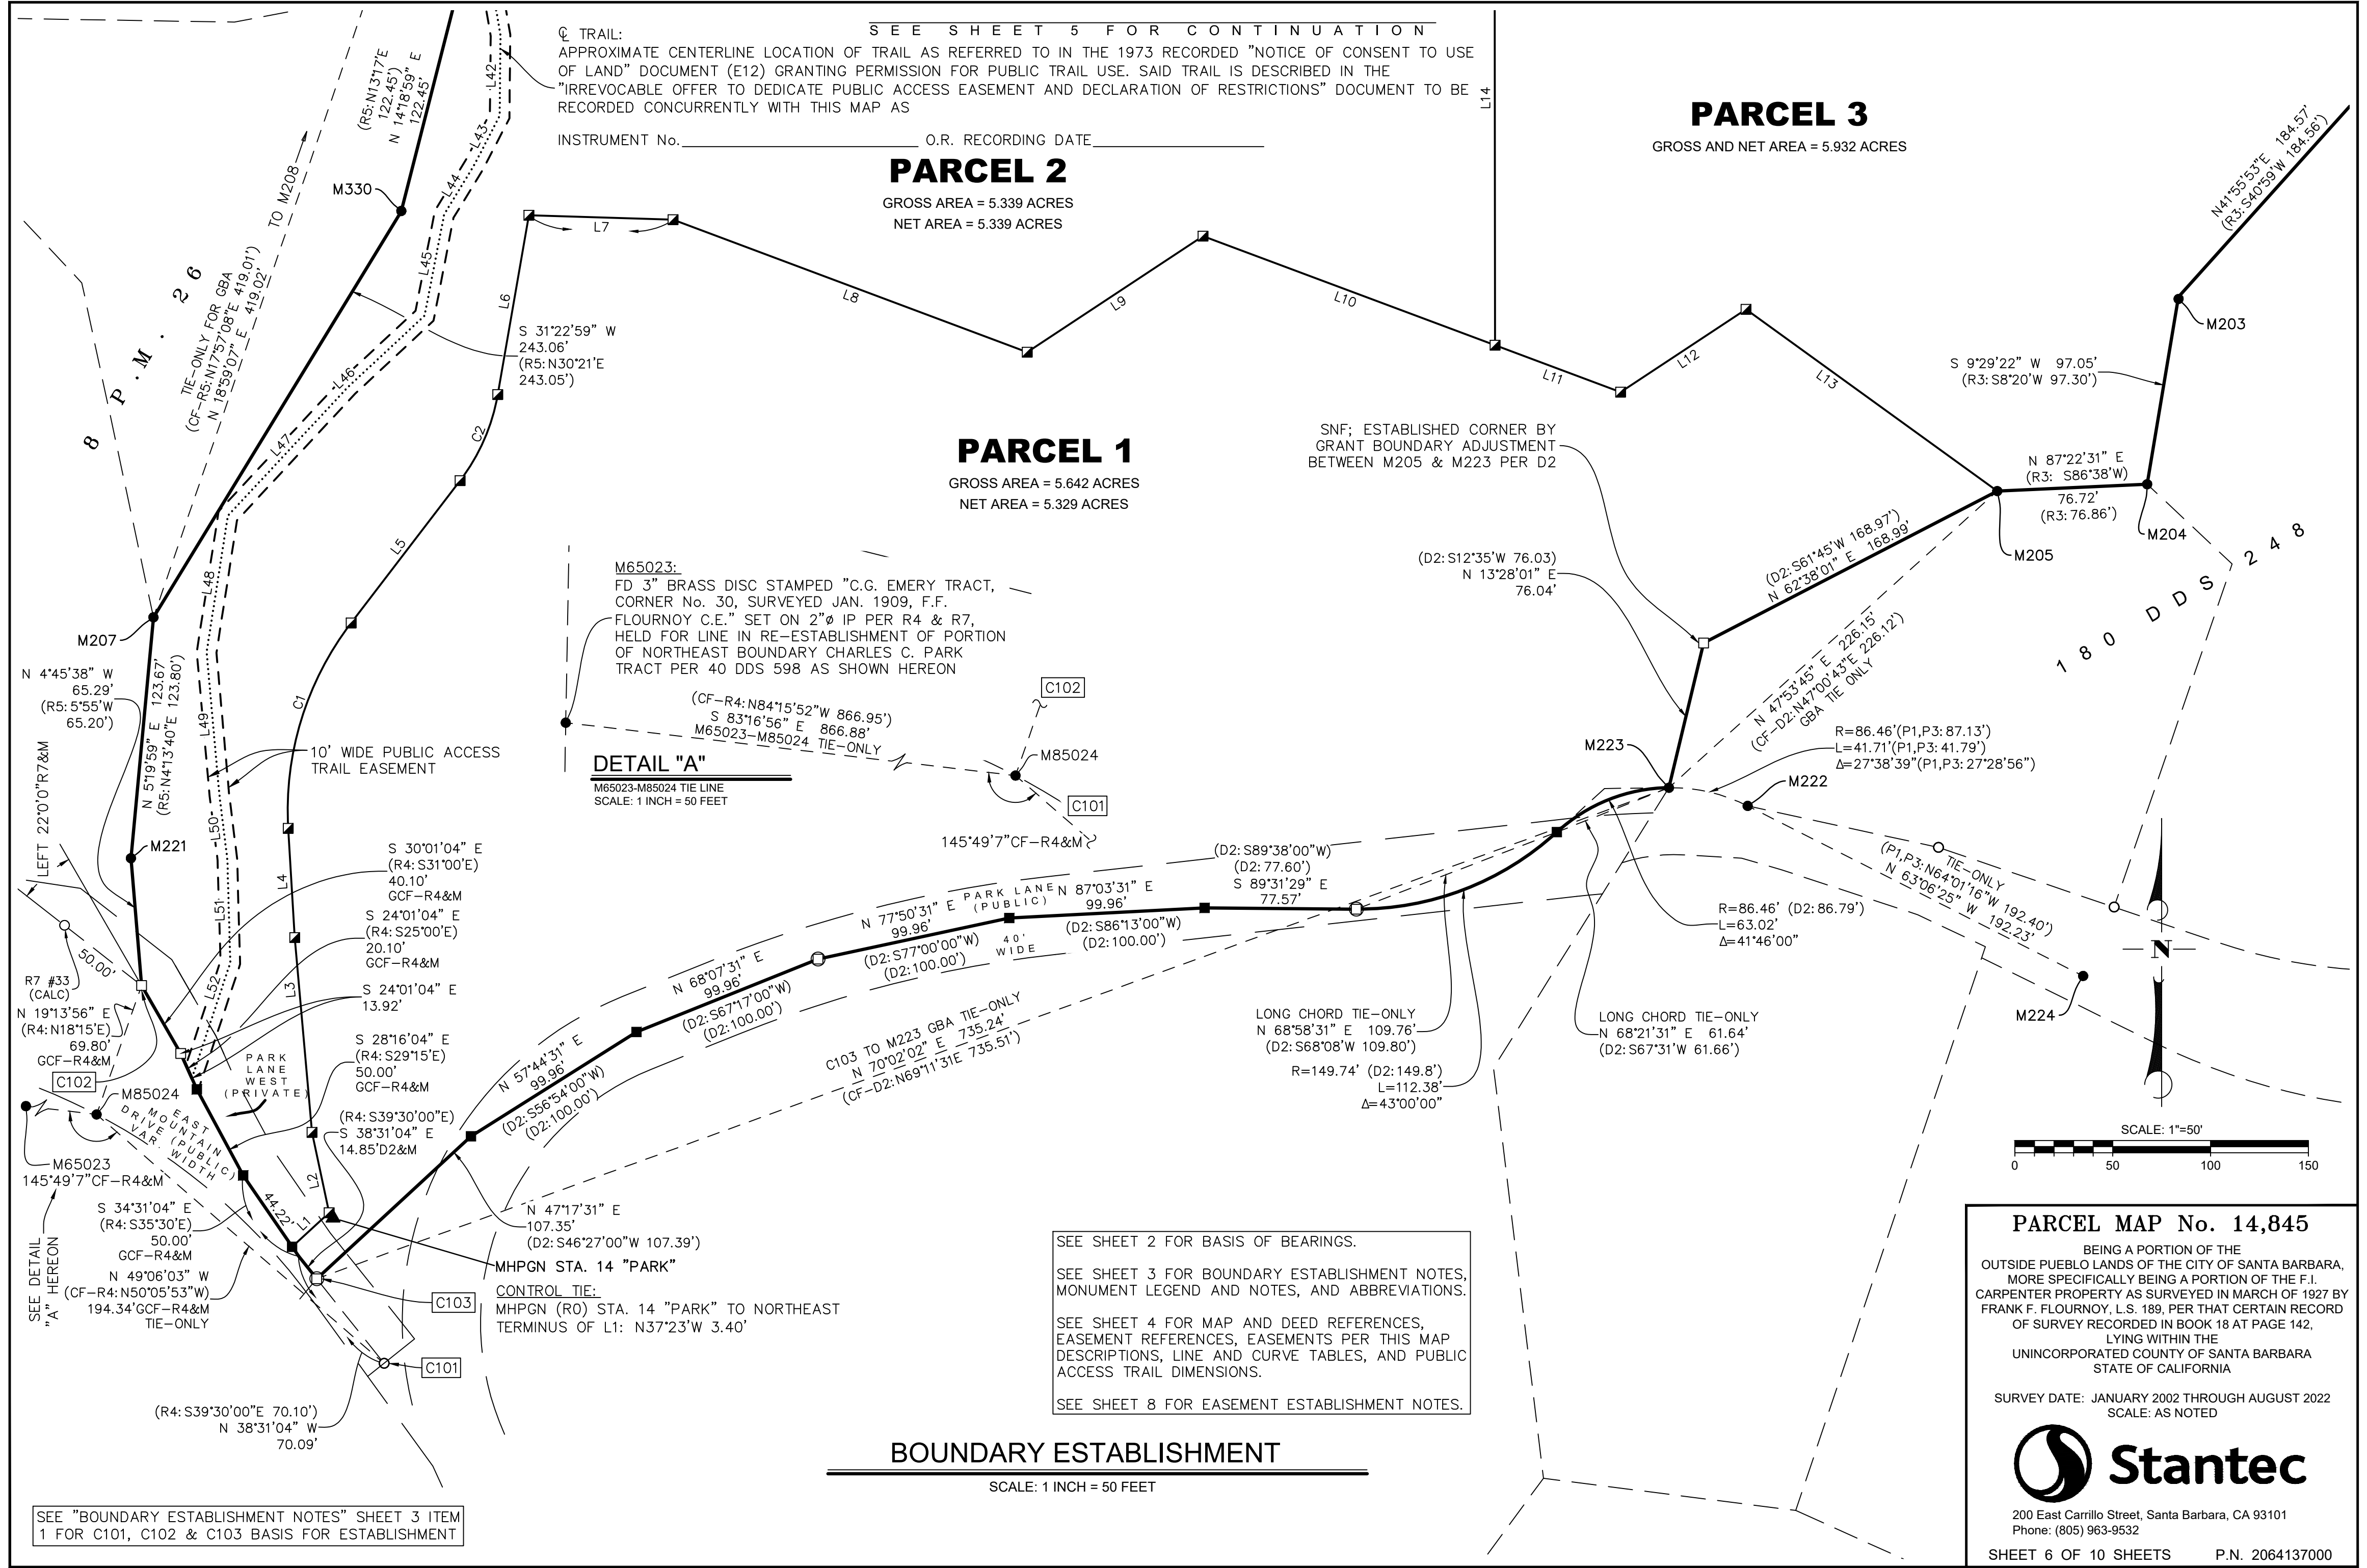 SEE SHEET 5 FOR CONTINUATION
℄ TRAIL:
APPROXIMATE CENTERLINE LOCATION OF TRAIL AS REFERRED TO IN THE 1973 RECORDED "NOTICE OF CONSENT TO USE
OF LAND" DOCUMENT (E12) GRANTING PERMISSION FOR PUBLIC TRAIL USE. SAID TRAIL IS DESCRIBED IN THE
"IRREVOCABLE OFFER TO DEDICATE PUBLIC ACCESS EASEMENT AND DECLARATION OF RESTRICTIONS" DOCUMENT TO BE
RECORDED CONCURRENTLY WITH THIS MAP AS
INSTRUMENT No. O.R. RECORDING DATE
PARCEL 2
GROSS AREA = 5.339 ACRES
NET AREA = 5.339 ACRES
PARCEL 3
GROSS AND NET AREA = 5.932 ACRES
L14
N41°55'53"E 184.57'
(R3: S40°59'W 184.56')
(R5: N13°17'E
122.45')
N 14°18'59" E
122.45'
L42
L43
L44
L45
L46
L47
L48
L49
L50
L51
L52
M330
TO M208
8 P.M. 26
TIE-ONLY FOR GBA
(CF-R5: N17°57'08"E 419.01')
N 18°59'07" E 419.02'
L7
L6
L8
L9
L10
L11
L12
L13
S 31°22'59" W
243.06'
(R5: N30°21'E
243.05')
C2
L5
C1
L4
L3
L2
L1
M203
S 9°29'22" W 97.05'
(R3: S8°20'W 97.30')
N 87°22'31" E
(R3: S86°38'W)
76.72'
(R3: 76.86')
M204
M205
180 DDS 248
PARCEL 1
GROSS AREA = 5.642 ACRES
NET AREA = 5.329 ACRES
SNF; ESTABLISHED CORNER BY
GRANT BOUNDARY ADJUSTMENT
BETWEEN M205 & M223 PER D2
(D2: S12°35'W 76.03)
N 13°28'01" E
76.04'
(D2: S61°45'W 168.97')
N 62°38'01" E 168.99'
N 47°53'45" E 226.15'
(CF-D2: N47°00'43"E 226.12')
GBA TIE ONLY
M65023:
FD 3" BRASS DISC STAMPED "C.G. EMERY TRACT,
CORNER No. 30, SURVEYED JAN. 1909, F.F.
FLOURNOY C.E." SET ON 2"ø IP PER R4 & R7,
HELD FOR LINE IN RE-ESTABLISHMENT OF PORTION
OF NORTHEAST BOUNDARY CHARLES C. PARK
TRACT PER 40 DDS 598 AS SHOWN HEREON
(CF-R4: N84°15'52"W 866.95')
S 83°16'56" E 866.88'
M65023-M85024 TIE-ONLY
C102
M85024
C101
145°49'7"CF-R4&M
DETAIL "A"
M65023-M85024 TIE LINE
SCALE: 1 INCH = 50 FEET
M207
N 4°45'38" W
65.29'
(R5: 5°55'W
65.20')
N 5°19'59" E 123.67'
(R5: N4°13'40"E 123.80')
10' WIDE PUBLIC ACCESS
TRAIL EASEMENT
M221
LEFT 22°0'0"R7&M
50.00'
R7 #33
(CALC)
N 19°13'56" E
(R4: N18°15'E)
69.80'
GCF-R4&M
C102
S 30°01'04" E
(R4: S31°00'E)
40.10'
GCF-R4&M
S 24°01'04" E
(R4: S25°00'E)
20.10'
GCF-R4&M
S 24°01'04" E
13.92'
S 28°16'04" E
(R4: S29°15'E)
50.00'
GCF-R4&M
PARK
LANE
WEST
(PRIVATE)
(R4: S39°30'00"E)
S 38°31'04" E
14.85'D2&M
M85024
EAST
MOUNTAIN
DRIVE (PUBLIC)
VAR. WIDTH
M65023
145°49'7"CF-R4&M
SEE DETAIL
"A" HEREON
S 34°31'04" E
(R4: S35°30'E)
50.00'
GCF-R4&M
44.22'
N 49°06'03" W
(CF-R4: N50°05'53"W)
194.34'GCF-R4&M
TIE-ONLY
(R4: S39°30'00"E 70.10')
N 38°31'04" W
70.09'
C101
C103
N 47°17'31" E
107.35'
(D2: S46°27'00"W 107.39')
MHPGN STA. 14 "PARK"
CONTROL TIE:
MHPGN (R0) STA. 14 "PARK" TO NORTHEAST
TERMINUS OF L1: N37°23'W 3.40'
N 57°44'31" E
99.96'
(D2: S56°54'00"W)
(D2: 100.00')
N 68°07'31" E
99.96'
(D2: S67°17'00"W)
(D2: 100.00')
N 77°50'31" E
99.96'
(D2: S77°00'00"W)
(D2: 100.00')
PARK LANE
(PUBLIC)
40'
WIDE
N 87°03'31" E
99.96'
(D2: S86°13'00"W)
(D2: 100.00')
(D2: S89°38'00"W)
(D2: 77.60')
S 89°31'29" E
77.57'
C103 TO M223 GBA TIE-ONLY
N 70°02'02" E 735.24'
(CF-D2: N69°11'31E 735.51')
M223
R=86.46'(P1,P3: 87.13')
L=41.71'(P1,P3: 41.79')
Δ=27°38'39"(P1,P3: 27°28'56")
M222
TIE-ONLY
(P1,P3: N64°01'16"W 192.40')
N 63°06'25" W 192.23'
M224
R=86.46' (D2: 86.79')
L=63.02'
Δ=41°46'00"
LONG CHORD TIE-ONLY
N 68°58'31" E 109.76'
(D2: S68°08'W 109.80')
R=149.74' (D2: 149.8')
L=112.38'
Δ=43°00'00"
LONG CHORD TIE-ONLY
N 68°21'31" E 61.64'
(D2: S67°31'W 61.66')
N
SCALE: 1"=50'
0 50 100 150
SEE SHEET 2 FOR BASIS OF BEARINGS.
SEE SHEET 3 FOR BOUNDARY ESTABLISHMENT NOTES,
MONUMENT LEGEND AND NOTES, AND ABBREVIATIONS.
SEE SHEET 4 FOR MAP AND DEED REFERENCES,
EASEMENT REFERENCES, EASEMENTS PER THIS MAP
DESCRIPTIONS, LINE AND CURVE TABLES, AND PUBLIC
ACCESS TRAIL DIMENSIONS.
SEE SHEET 8 FOR EASEMENT ESTABLISHMENT NOTES.
BOUNDARY ESTABLISHMENT
SCALE: 1 INCH = 50 FEET
SEE "BOUNDARY ESTABLISHMENT NOTES" SHEET 3 ITEM
1 FOR C101, C102 & C103 BASIS FOR ESTABLISHMENT
PARCEL MAP No. 14,845
BEING A PORTION OF THE
OUTSIDE PUEBLO LANDS OF THE CITY OF SANTA BARBARA,
MORE SPECIFICALLY BEING A PORTION OF THE F.I.
CARPENTER PROPERTY AS SURVEYED IN MARCH OF 1927 BY
FRANK F. FLOURNOY, L.S. 189, PER THAT CERTAIN RECORD
OF SURVEY RECORDED IN BOOK 18 AT PAGE 142,
LYING WITHIN THE
UNINCORPORATED COUNTY OF SANTA BARBARA
STATE OF CALIFORNIA
SURVEY DATE: JANUARY 2002 THROUGH AUGUST 2022
SCALE: AS NOTED
Stantec
200 East Carrillo Street, Santa Barbara, CA 93101
Phone: (805) 963-9532
SHEET 6 OF 10 SHEETS P.N. 2064137000